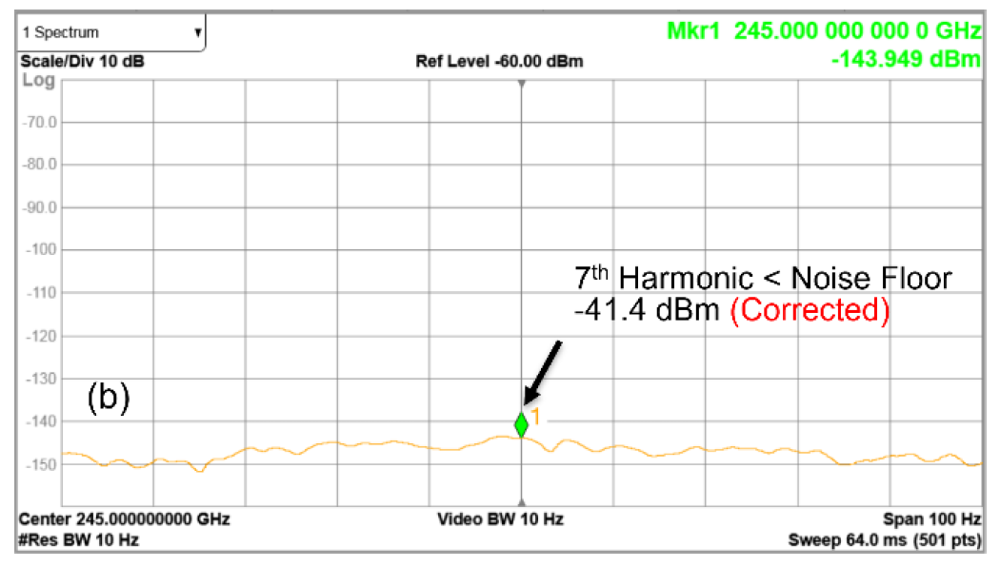 1 Spectrum
Mkr1 245.000 000 000 0 GHz
Scale/Div 10 dB
Ref Level -60.00 dBm
-143.949 dBm
Log
-70.0
-80.0
-90.0
-100
7th Harmonic < Noise Floor
-110
-41.4 dBm (Corrected)
-120
-130
(b)
-140
1
-150
Center 245.000000000 GHz
Video BW 10 Hz
Span 100 Hz
#Res BW 10 Hz
Sweep 64.0 ms (501 pts)